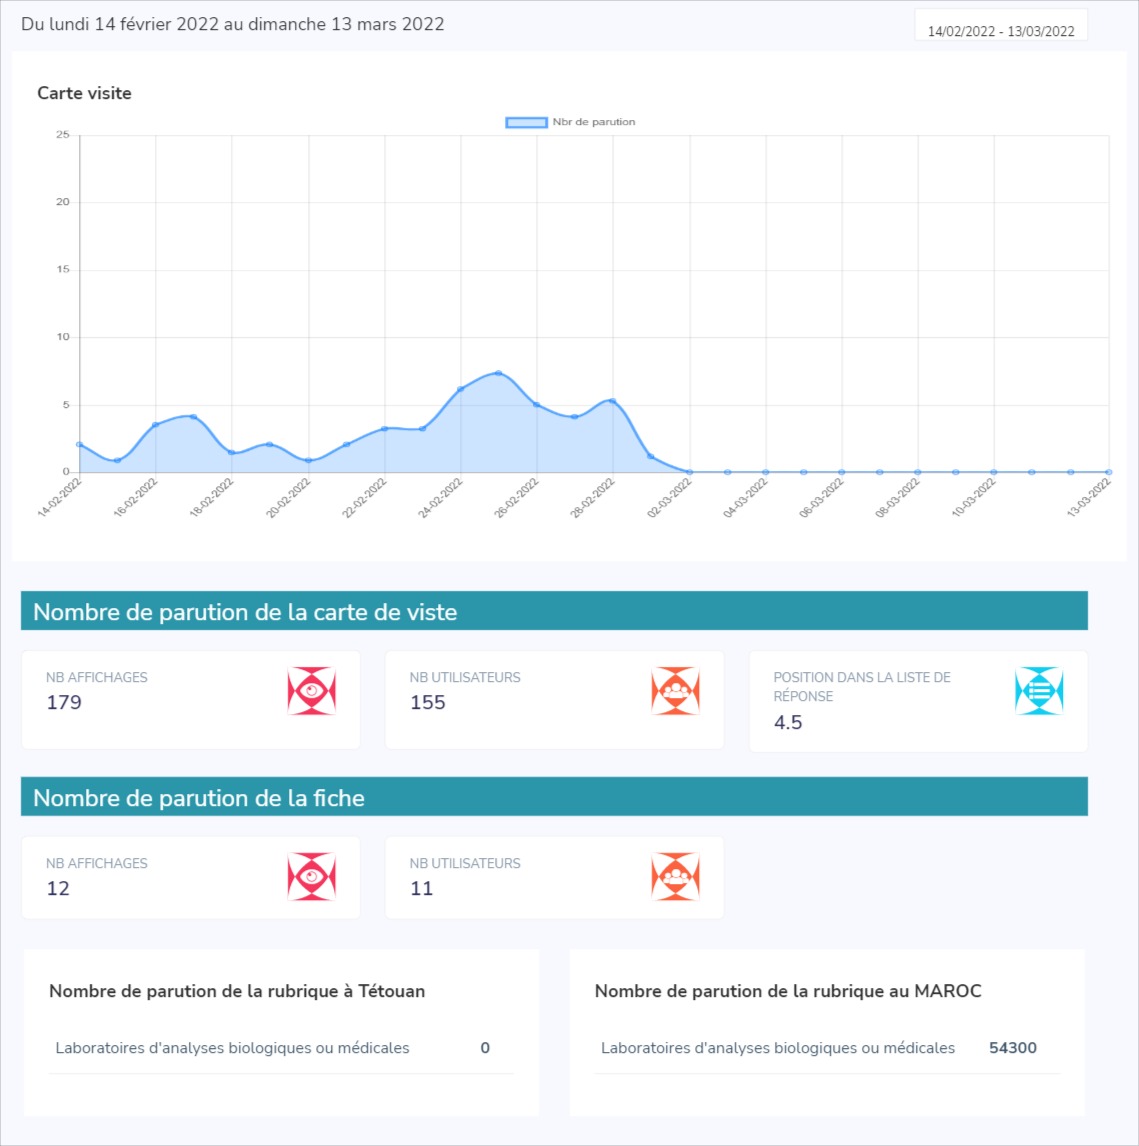 Du lundi 14 février 2022 au dimanche 13 mars 2022
14/02/2022 - 13/03/2022
Carte visite
Nbr de parution
25
20
15
10
5
0
14-02-2022
16-02-2022
18-02-2022
20-02-2022
22-02-2022
24-02-2022
26-02-2022
28-02-2022
02-03-2022
04-03-2022
06-03-2022
08-03-2022
10-03-2022
13-03-2022
Nombre de parution de la carte de viste
NB AFFICHAGES
179
NB UTILISATEURS
155
POSITION DANS LA LISTE DE
RÉPONSE
4.5
Nombre de parution de la fiche
NB AFFICHAGES
12
NB UTILISATEURS
11
Nombre de parution de la rubrique à Tétouan
Laboratoires d'analyses biologiques ou médicales 0
Nombre de parution de la rubrique au MAROC
Laboratoires d'analyses biologiques ou médicales 54300